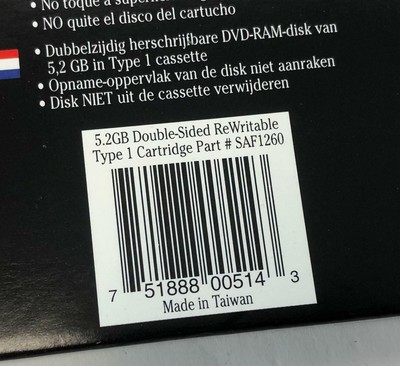 • No toque a
• NO quite el disco del cartucho
• Dubbelzijdig herschrijfbare DVD-RAM-disk van
5,2 GB in Type 1 cassette
• Opname-oppervlak van de disk niet aanraken
• Disk NIET uit de cassette verwijderen
5.2GB Double-Sided ReWritable
Type 1 Cartridge Part # SAF1260
7 51888 00514 3
Made in Taiwan